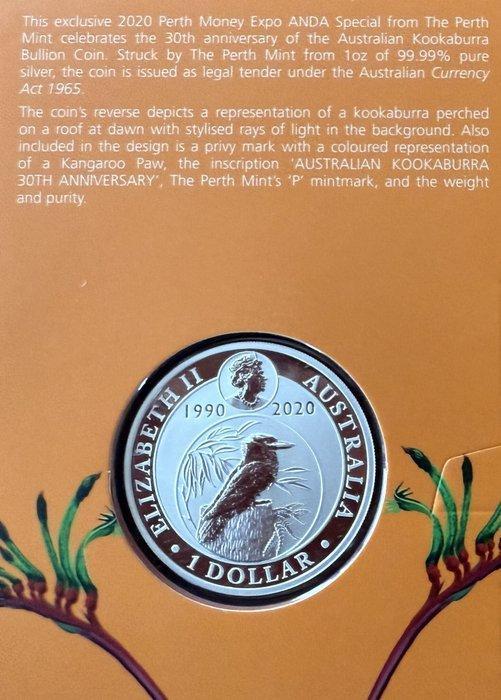 This exclusive 2020 Perth Money Expo ANDA Special from The Perth
Mint celebrates the 30th anniversary of the Australian Kookaburra
Bullion Coin. Struck by The Perth Mint from 1oz of 99.99% pure
silver, the coin is issued as legal tender under the Australian Currency
Act 1965.
The coin's reverse depicts a representation of a kookaburra perched
on a roof at dawn with stylised rays of light in the background. Also
included in the design is a privy mark with a coloured representation
of a Kangaroo Paw, the inscription 'AUSTRALIAN KOOKABURRA
30TH ANNIVERSARY', The Perth Mint's 'P' mintmark, and the weight
and purity.
ELIZABETH II
AUSTRALIA
1990 2020
• 1 DOLLAR •